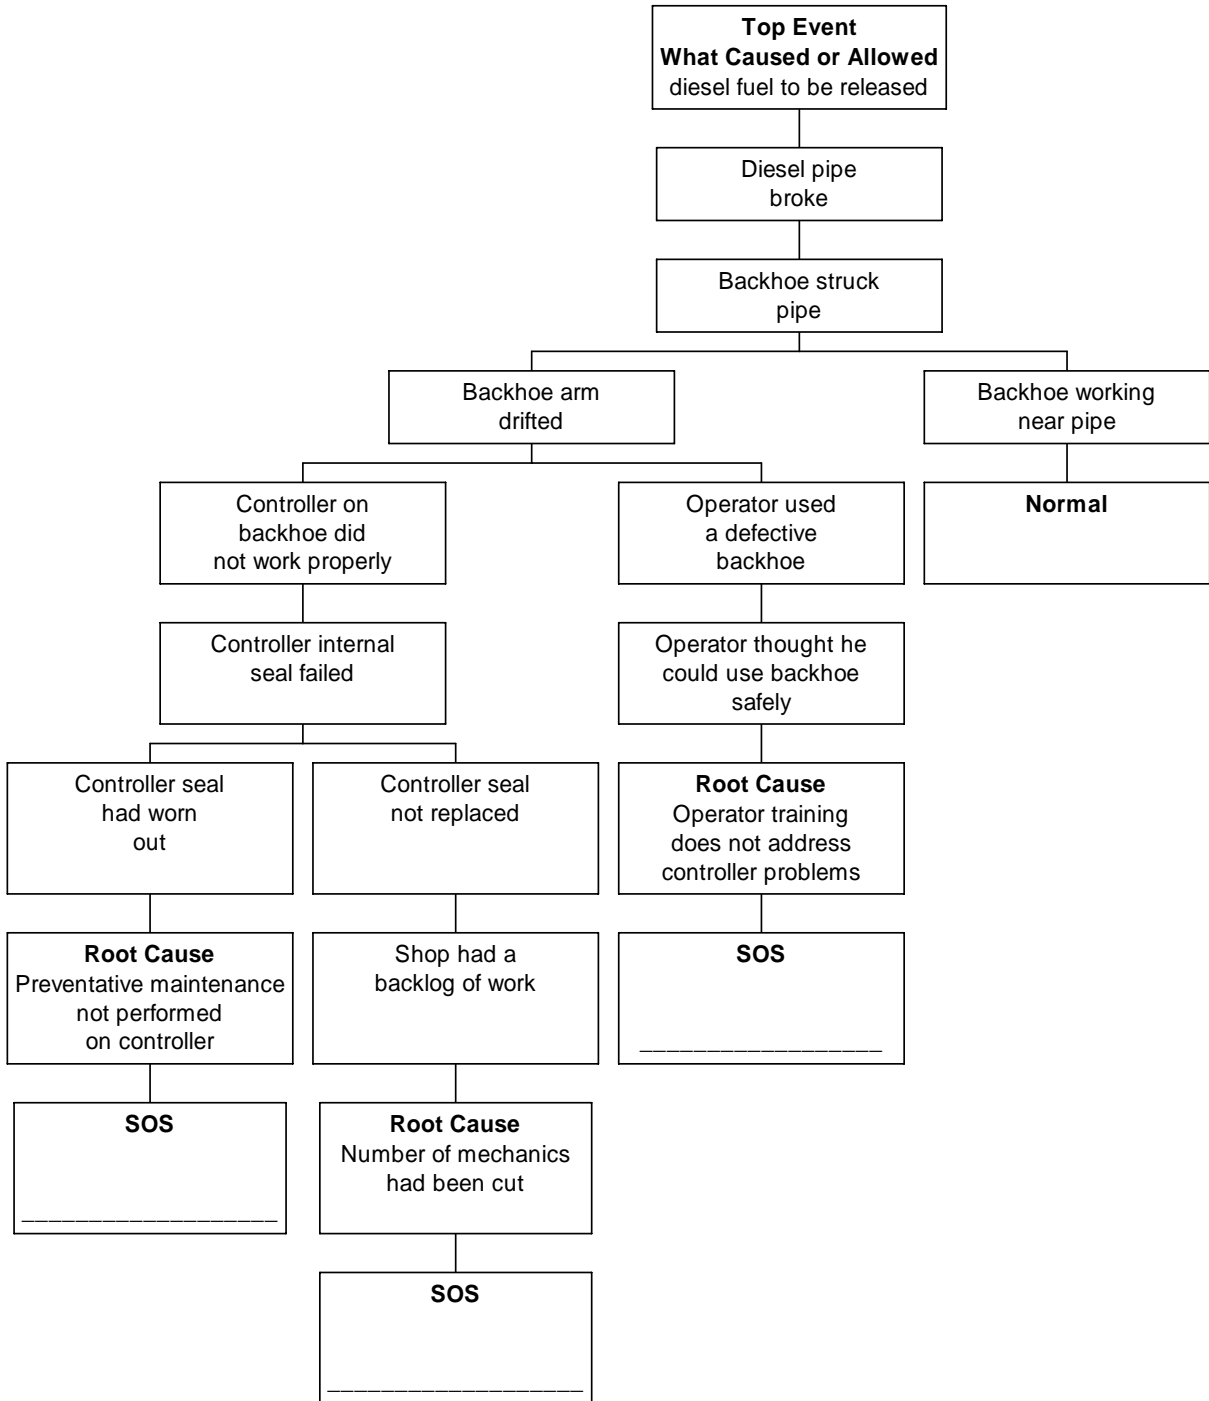 Top Event
What Caused or Allowed
diesel fuel to be released
Diesel pipe
broke
Backhoe struck
pipe
Backhoe arm
drifted
Backhoe working
near pipe
Controller on
backhoe did
not work properly
Operator used
a defective
backhoe
Normal
Controller internal
seal failed
Operator thought he
could use backhoe
safely
Controller seal
had worn
out
Controller seal
not replaced
Root Cause
Operator training
does not address
controller problems
Root Cause
Preventative maintenance
not performed
on controller
Shop had a
backlog of work
SOS
__________________
SOS
___________________
Root Cause
Number of mechanics
had been cut
SOS
___________________